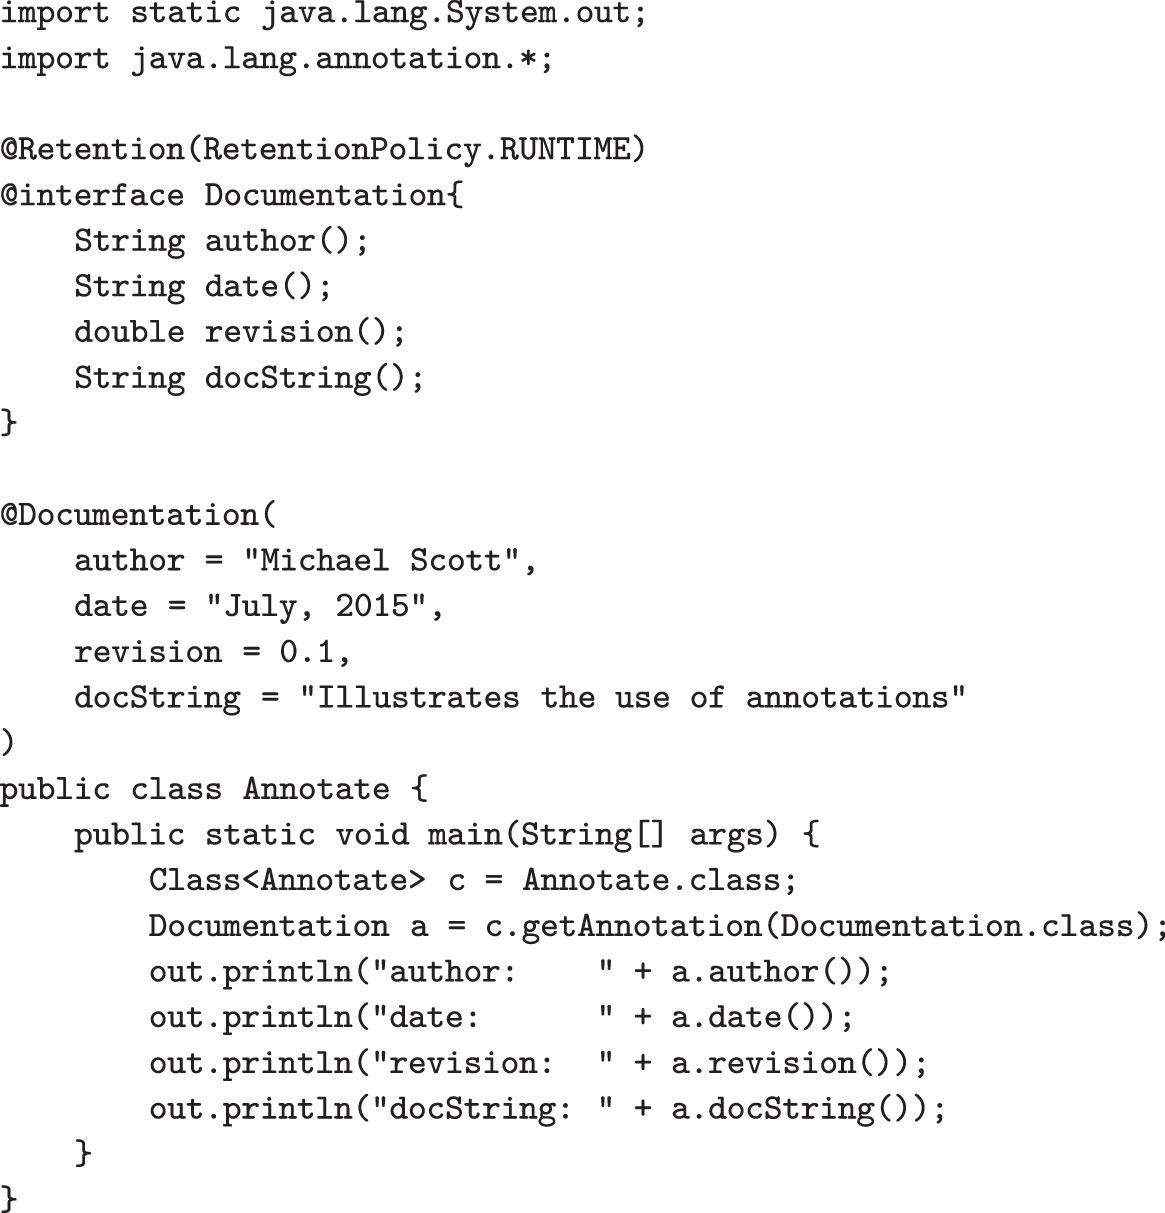 import static java.lang.System.out;
import java.lang.annotation.*;

@Retention(RetentionPolicy.RUNTIME)
@interface Documentation{
    String author();
    String date();
    double revision();
    String docString();
}

@Documentation(
    author = "Michael Scott",
    date = "July, 2015",
    revision = 0.1,
    docString = "Illustrates the use of annotations"
)
public class Annotate {
    public static void main(String[] args) {
        Class<Annotate> c = Annotate.class;
        Documentation a = c.getAnnotation(Documentation.class);
        out.println("author:    " + a.author());
        out.println("date:      " + a.date());
        out.println("revision:  " + a.revision());
        out.println("docString: " + a.docString());
    }
}